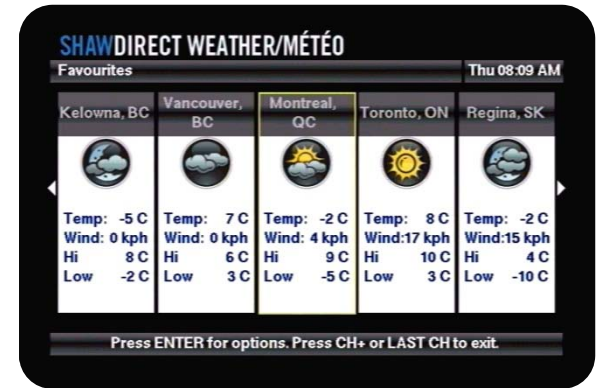 SHAWDIRECT WEATHER/MÉTÉO
Favourites Thu 08:09 AM
Kelowna, BC
Temp: -5 C
Wind: 0 kph
Hi 8 C
Low -2 C
Vancouver,
BC
Temp: 7 C
Wind: 0 kph
Hi 6 C
Low 3 C
Montreal,
QC
Temp: -2 C
Wind: 4 kph
Hi 9 C
Low -5 C
Toronto, ON
Temp: 8 C
Wind:17 kph
Hi 10 C
Low 3 C
Regina, SK
Temp: -2 C
Wind:15 kph
Hi 4 C
Low -10 C
Press ENTER for options. Press CH+ or LAST CH to exit.